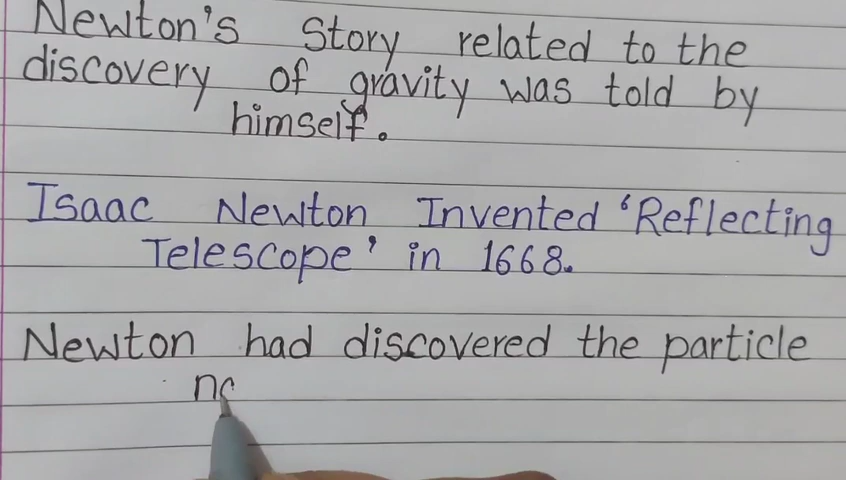 Newton's Story related to the
discovery of gravity was told by
himself.
Isaac Newton Invented 'Reflecting
Telescope' in 1668.
Newton had discovered the particle